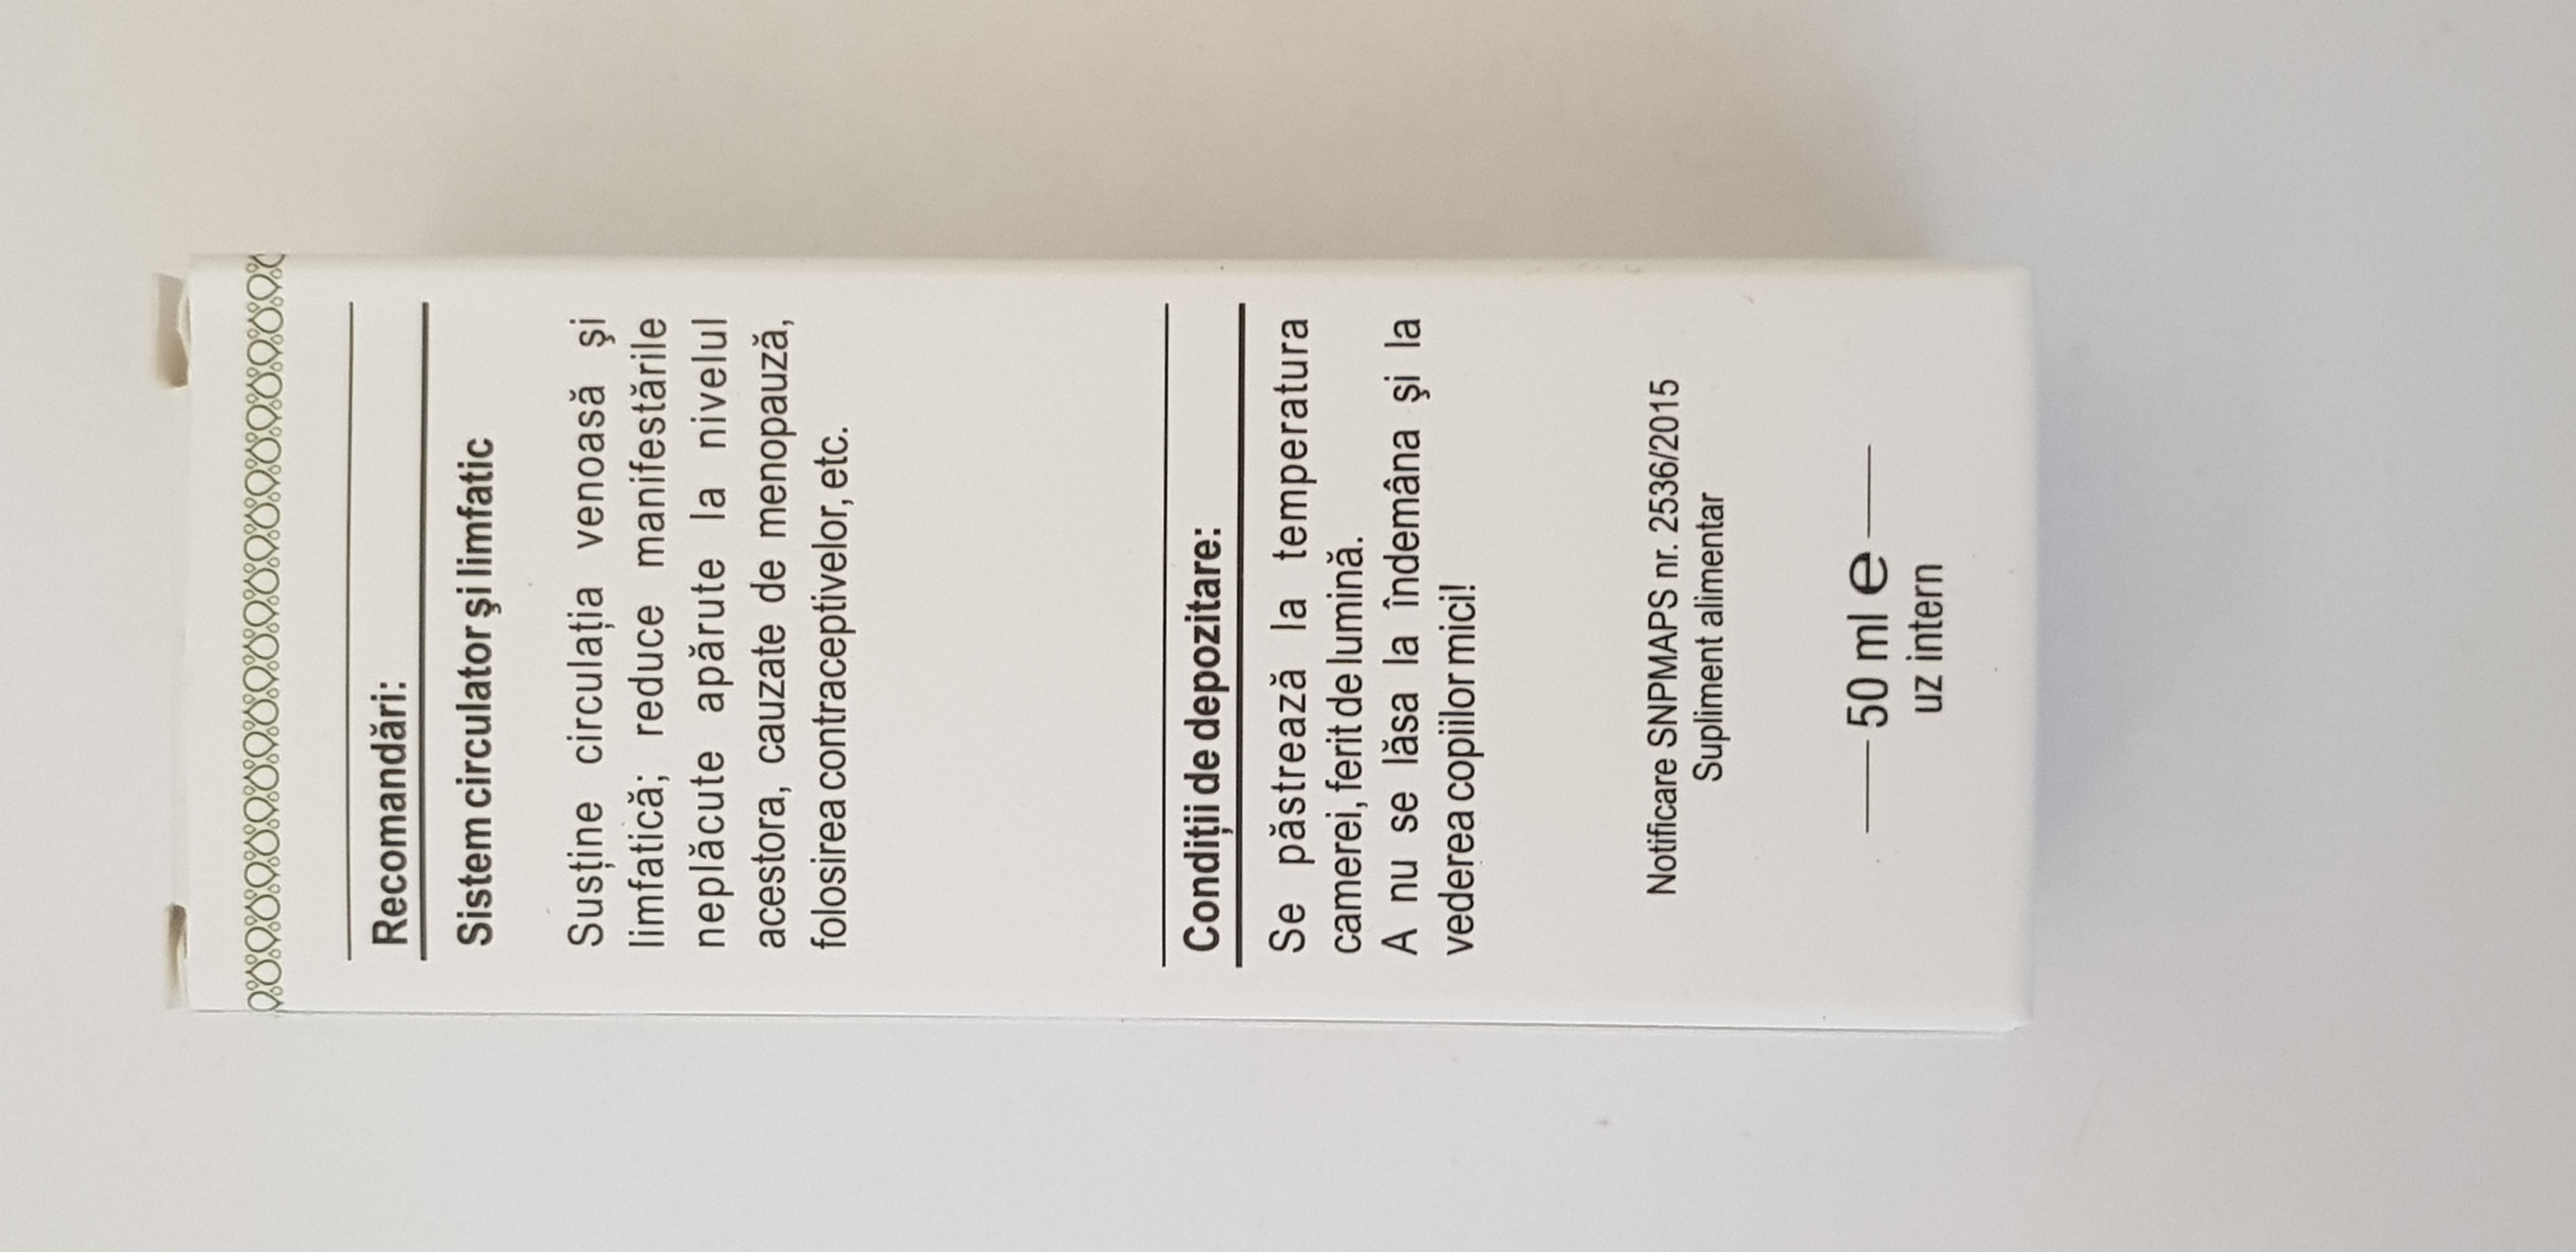 Recomandări:
Sistem circulator şi limfatic
Susține circulația venoasă şi
limfatică; reduce manifestările
neplăcute apărute la nivelul
acestora, cauzate de menopauză,
folosirea contraceptivelor, etc.
Condiții de depozitare:
Se păstrează la temperatura
camerei, ferit de lumină.
A nu se lăsa la îndemâna şi la
vederea copiilor mici!
Notificare SNPMAPS nr. 2536/2015
Supliment alimentar
50 ml e
uz intern